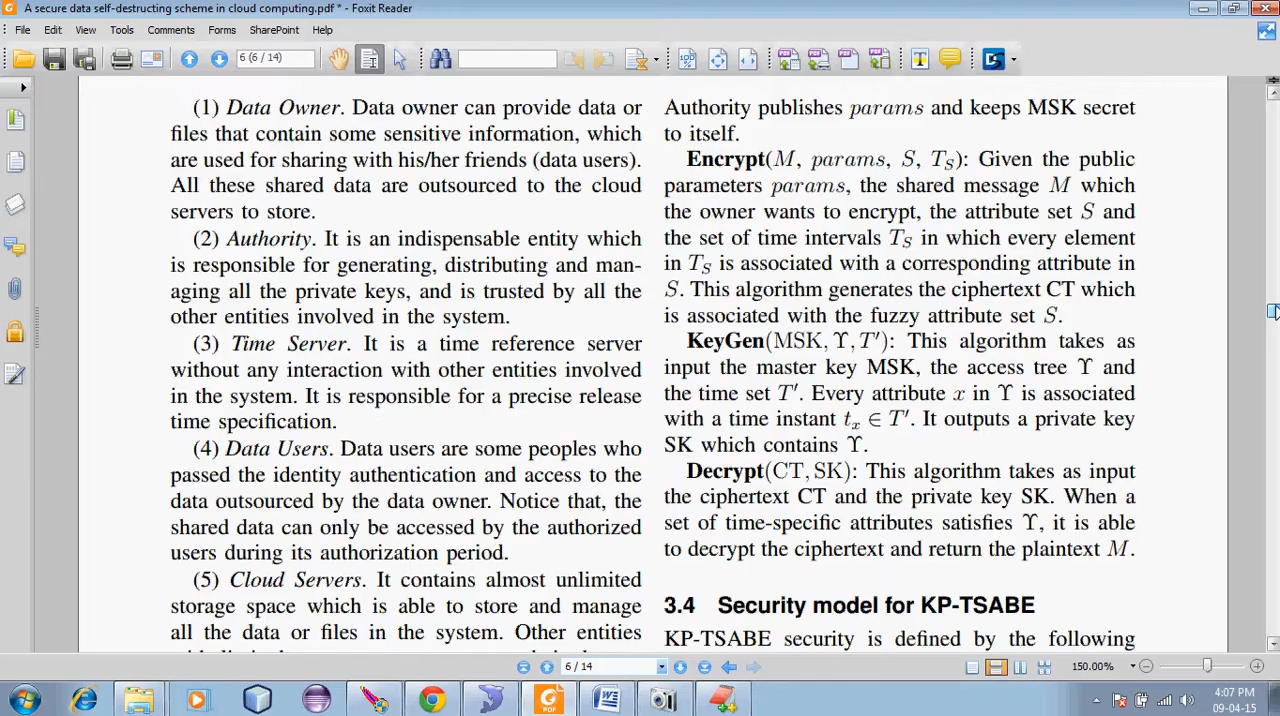 A secure data self-destructing scheme in cloud computing.pdf * - Foxit Reader
File Edit View Tools Comments Forms SharePoint Help
6 (6 / 14)
(1) Data Owner. Data owner can provide data or
files that contain some sensitive information, which
are used for sharing with his/her friends (data users).
All these shared data are outsourced to the cloud
servers to store.
(2) Authority. It is an indispensable entity which
is responsible for generating, distributing and man-
aging all the private keys, and is trusted by all the
other entities involved in the system.
(3) Time Server. It is a time reference server
without any interaction with other entities involved
in the system. It is responsible for a precise release
time specification.
(4) Data Users. Data users are some peoples who
passed the identity authentication and access to the
data outsourced by the data owner. Notice that, the
shared data can only be accessed by the authorized
users during its authorization period.
(5) Cloud Servers. It contains almost unlimited
storage space which is able to store and manage
all the data or files in the system. Other entities
Authority publishes params and keeps MSK secret
to itself.
Encrypt(M, params, S, T_S): Given the public
parameters params, the shared message M which
the owner wants to encrypt, the attribute set S and
the set of time intervals T_S in which every element
in T_S is associated with a corresponding attribute in
S. This algorithm generates the ciphertext CT which
is associated with the fuzzy attribute set S.
KeyGen(MSK, ϒ, T′): This algorithm takes as
input the master key MSK, the access tree ϒ and
the time set T′. Every attribute x in ϒ is associated
with a time instant t_x ∈ T′. It outputs a private key
SK which contains ϒ.
Decrypt(CT, SK): This algorithm takes as input
the ciphertext CT and the private key SK. When a
set of time-specific attributes satisfies ϒ, it is able
to decrypt the ciphertext and return the plaintext M.
3.4 Security model for KP-TSABE
KP-TSABE security is defined by the following
6 / 14
150.00%
4:07 PM
09-04-15